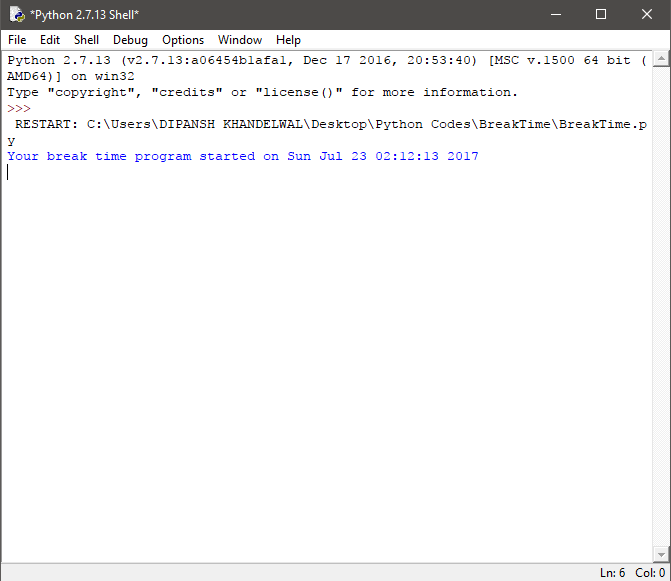 *Python 2.7.13 Shell*
File Edit Shell Debug Options Window Help
Python 2.7.13 (v2.7.13:a06454b1afa1, Dec 17 2016, 20:53:40) [MSC v.1500 64 bit (
AMD64)] on win32
Type "copyright", "credits" or "license()" for more information.
>>>
 RESTART: C:\Users\DIPANSH KHANDELWAL\Desktop\Python Codes\BreakTime\BreakTime.p
y
Your break time program started on Sun Jul 23 02:12:13 2017
Ln: 6 Col: 0